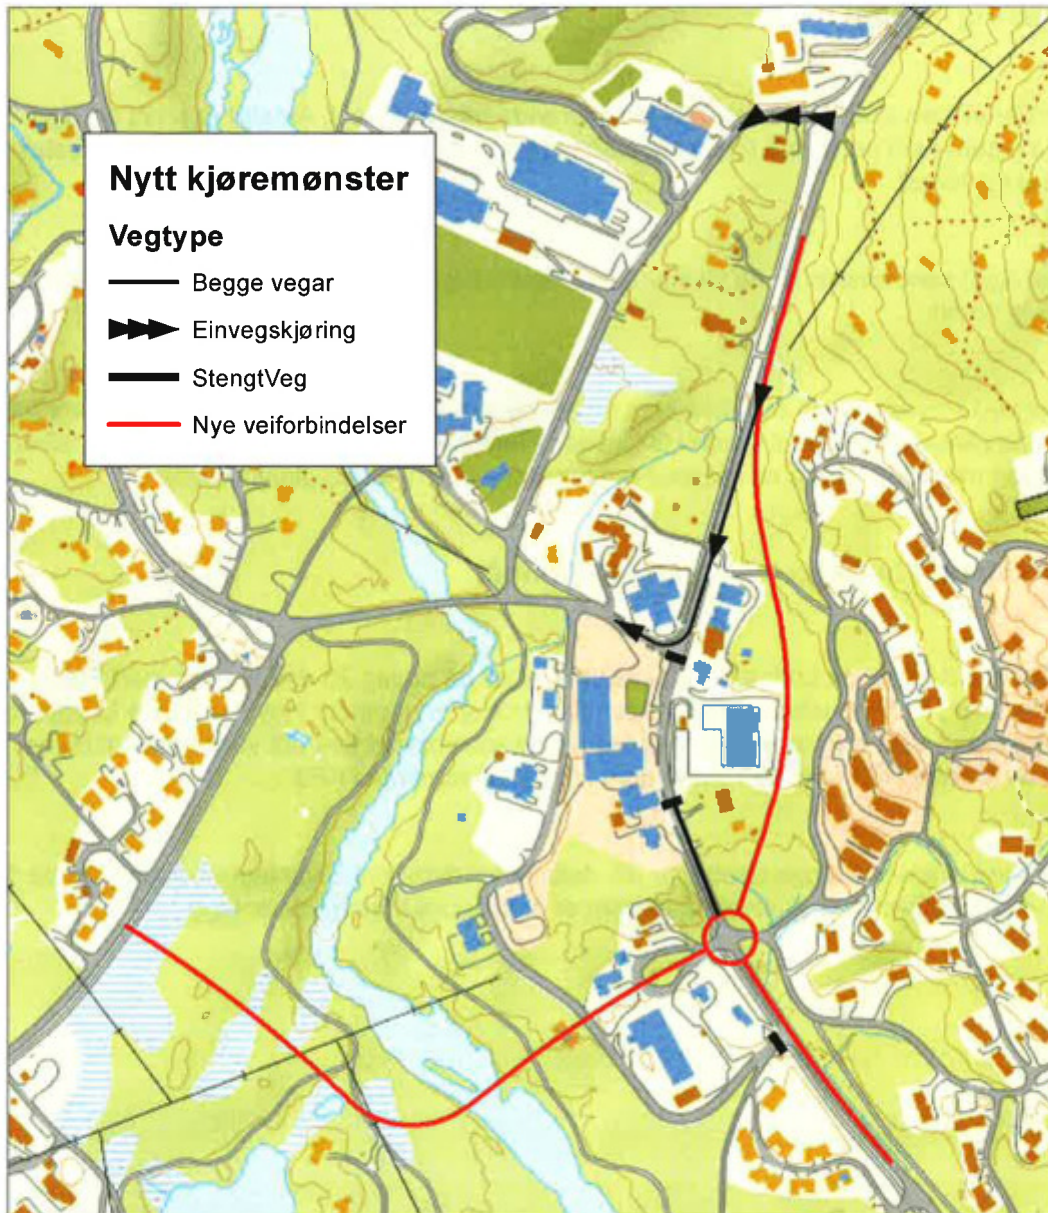 Nytt kjøremønster
Vegtype
Begge vegar
Einvegskjøring
StengtVeg
Nye veiforbindelser